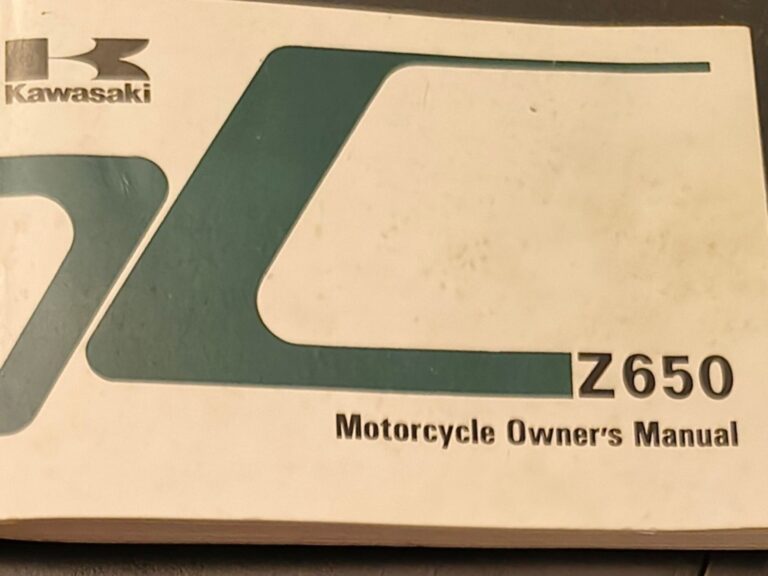 Kawasaki
Z650
Motorcycle Owner's Manual